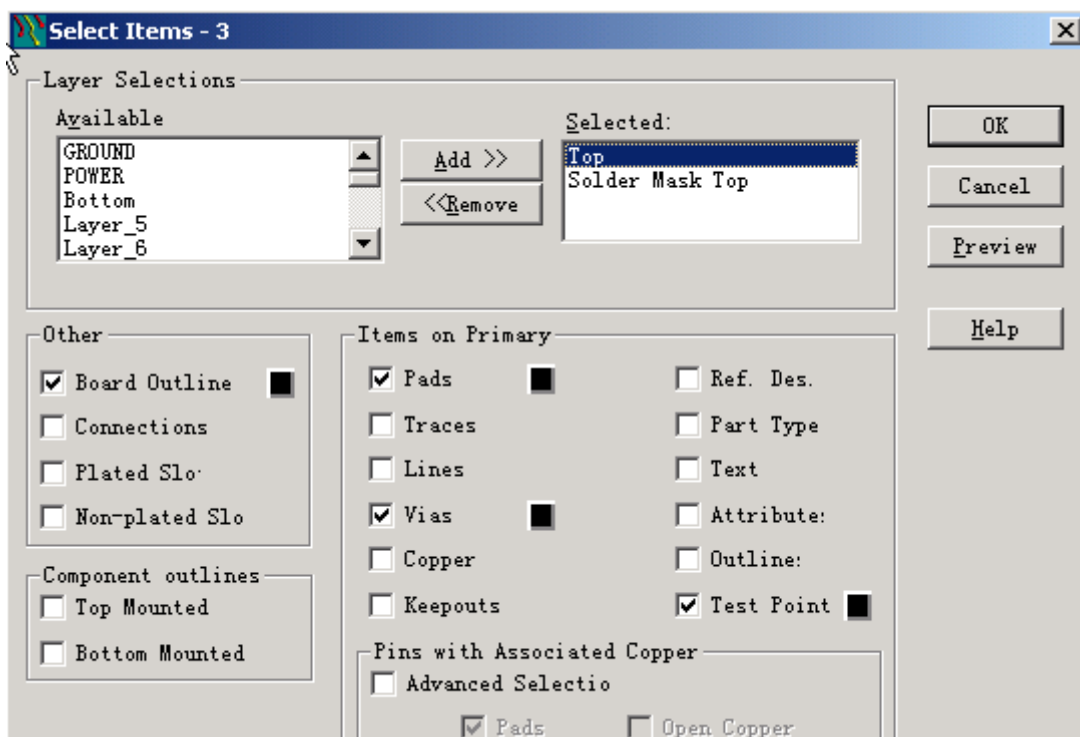 Select Items - 3
Layer Selections
Available
GROUND
POWER
Bottom
Layer_5
Layer_6
Add >>
<<Remove
Selected:
Top
Solder Mask Top
OK
Cancel
Preview
Help
Other
Board Outline
Connections
Plated Slo
Non-plated Slo
Component outlines
Top Mounted
Bottom Mounted
Items on Primary
Pads
Traces
Lines
Vias
Copper
Keepouts
Ref. Des.
Part Type
Text
Attribute:
Outline:
Test Point
Pins with Associated Copper
Advanced Selectio
Pads
Open Copper